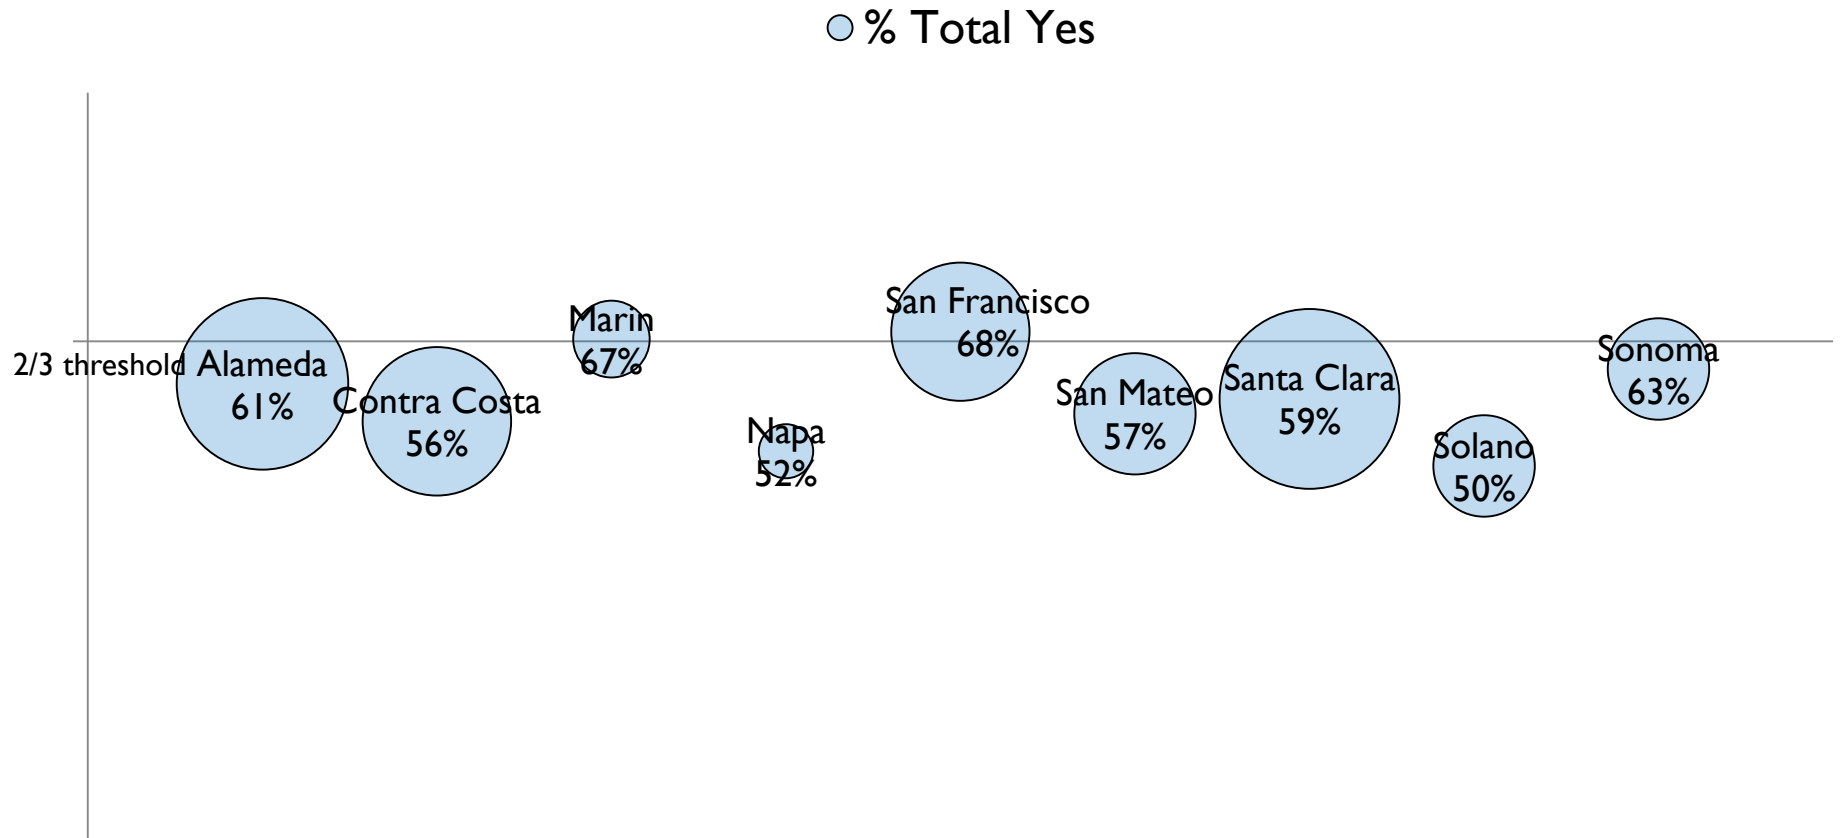 % Total Yes
2/3 threshold
Alameda
61%
Contra Costa
56%
Marin
67%
Napa
52%
San Francisco
68%
San Mateo
57%
Santa Clara
59%
Solano
50%
Sonoma
63%